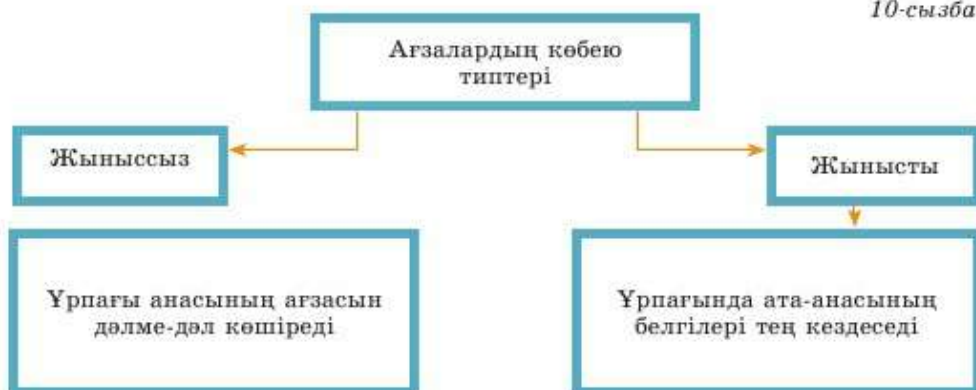 10-сызба
Ағзалардың көбею
типтері
Жыныссыз
Жынысты
Ұрпағы анасының ағзасын
дәлме-дәл көшіреді
Ұрпағында ата-анасының
белгілері тең кездеседі